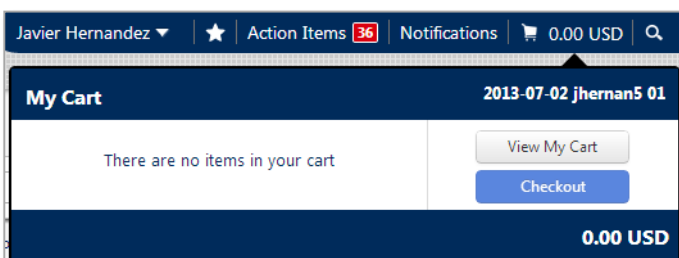 Javier Hernandez Action Items 36 Notifications 0.00 USD
My Cart 2013-07-02 jhernan5 01
There are no items in your cart
View My Cart
Checkout
0.00 USD